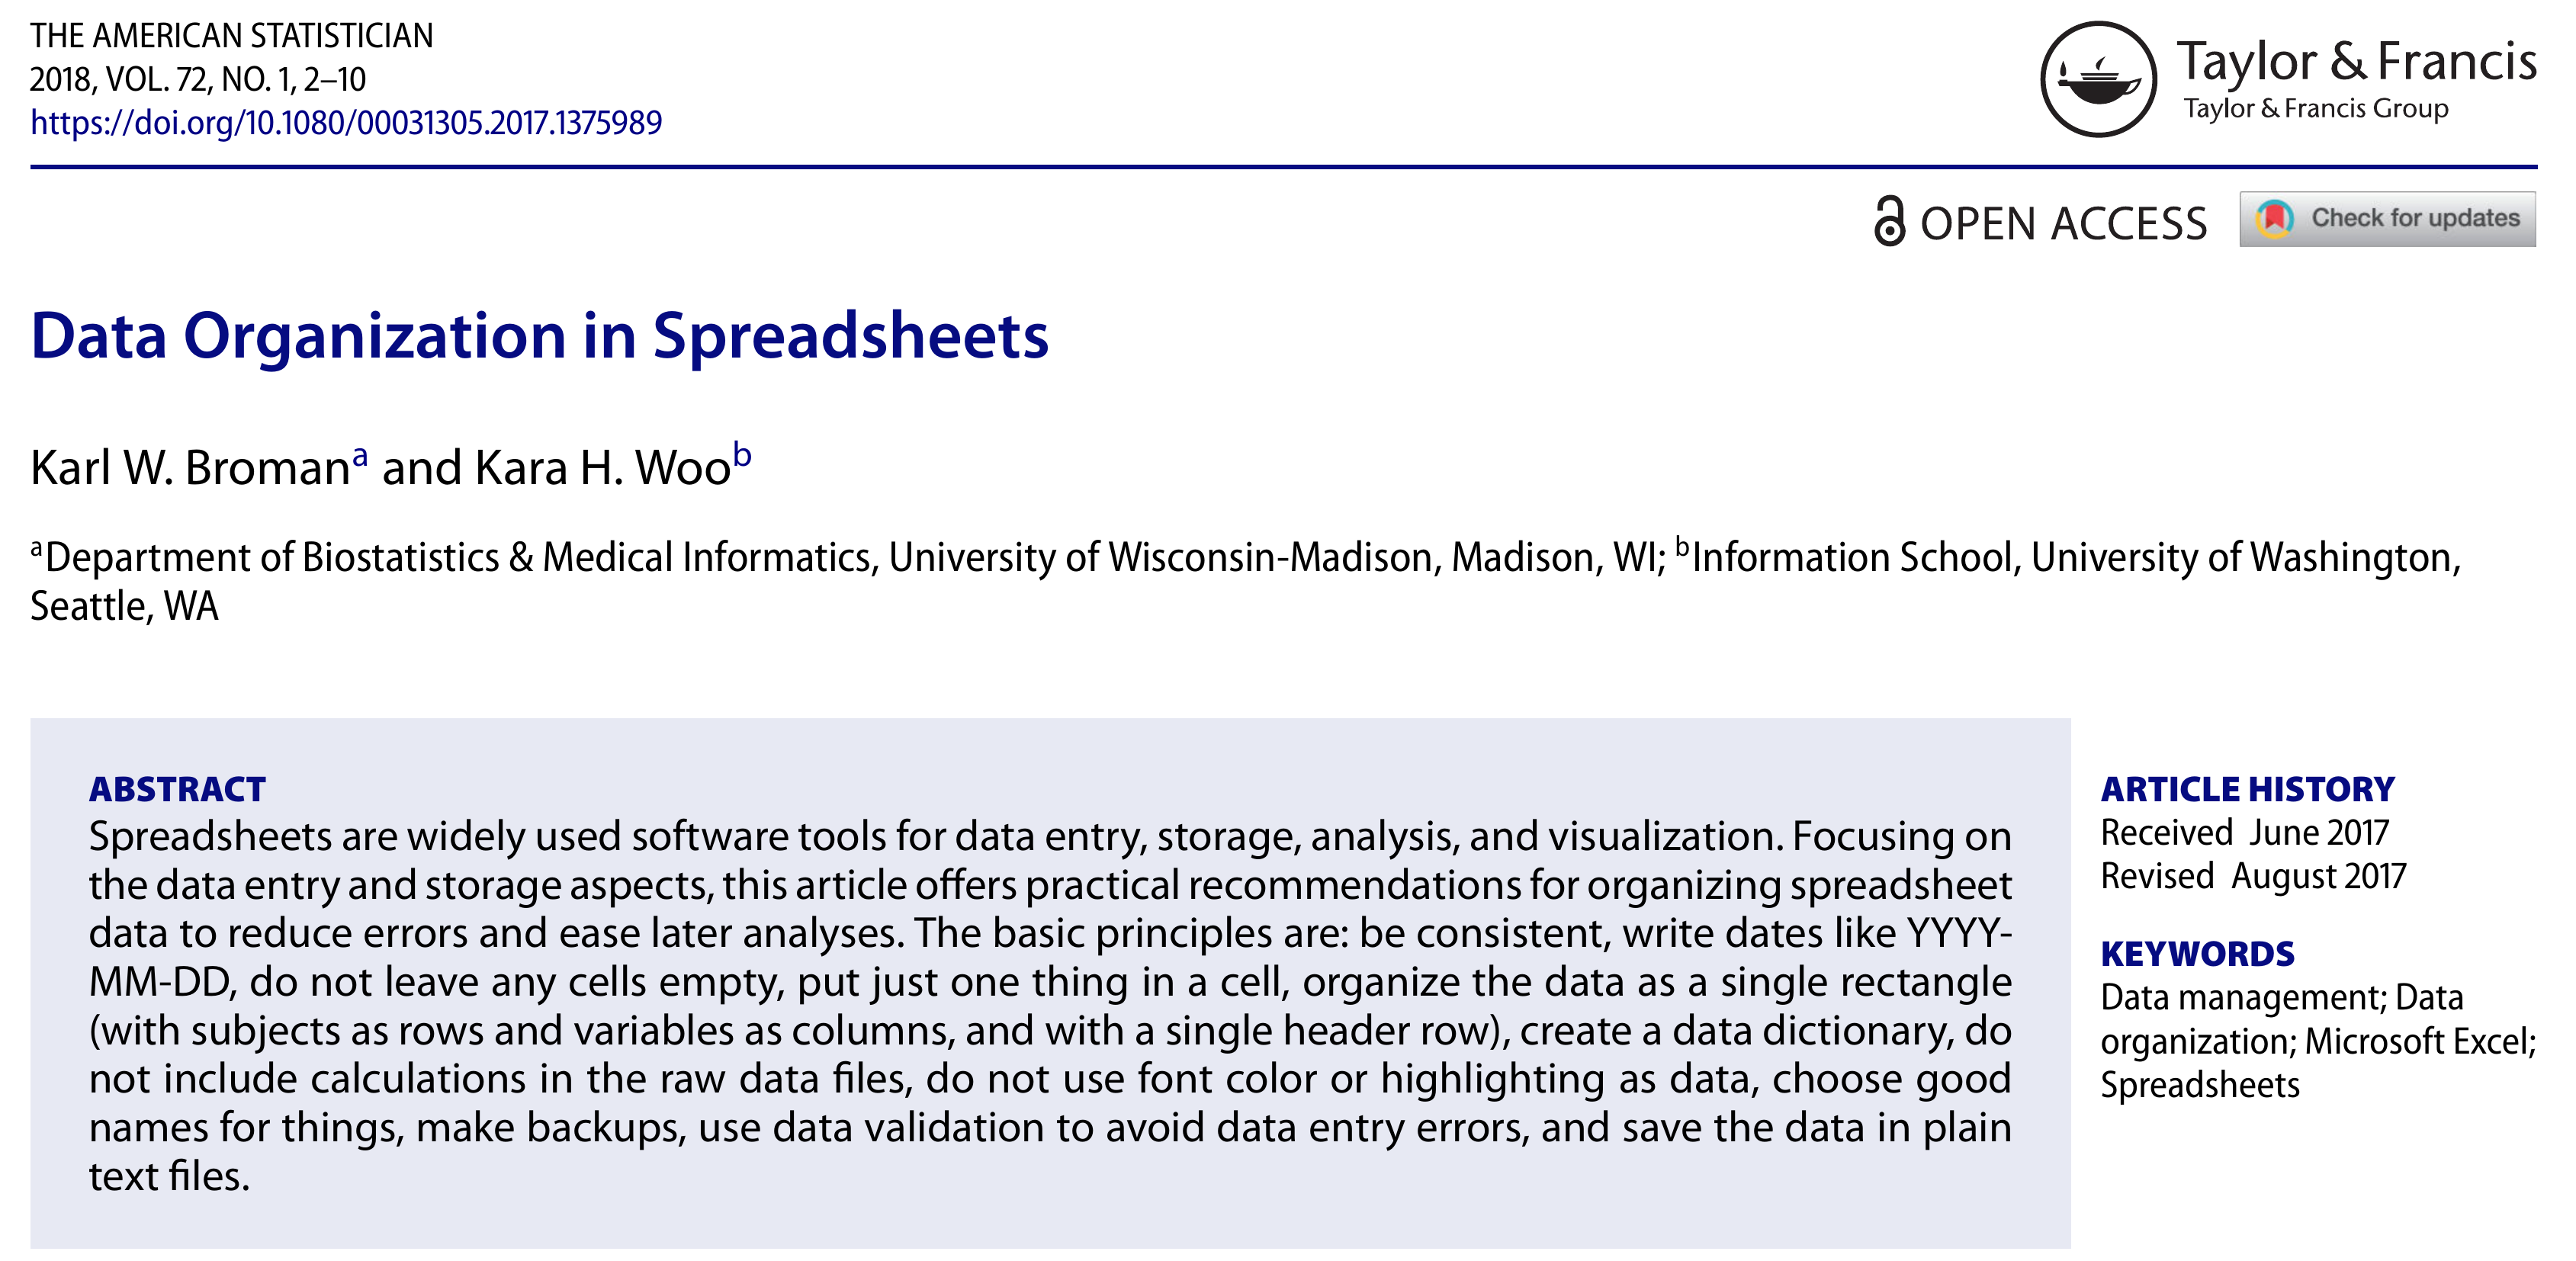 THE AMERICAN STATISTICIAN
2018, VOL. 72, NO. 1, 2–10
https://doi.org/10.1080/00031305.2017.1375989
Taylor & Francis
Taylor & Francis Group
OPEN ACCESS
Check for updates
Data Organization in Spreadsheets
Karl W. Bromanᵃ and Kara H. Wooᵇ
ᵃDepartment of Biostatistics & Medical Informatics, University of Wisconsin-Madison, Madison, WI; ᵇInformation School, University of Washington,
Seattle, WA
ABSTRACT
Spreadsheets are widely used software tools for data entry, storage, analysis, and visualization. Focusing on
the data entry and storage aspects, this article offers practical recommendations for organizing spreadsheet
data to reduce errors and ease later analyses. The basic principles are: be consistent, write dates like YYYY-
MM-DD, do not leave any cells empty, put just one thing in a cell, organize the data as a single rectangle
(with subjects as rows and variables as columns, and with a single header row), create a data dictionary, do
not include calculations in the raw data files, do not use font color or highlighting as data, choose good
names for things, make backups, use data validation to avoid data entry errors, and save the data in plain
text files.
ARTICLE HISTORY
Received June 2017
Revised August 2017
KEYWORDS
Data management; Data
organization; Microsoft Excel;
Spreadsheets